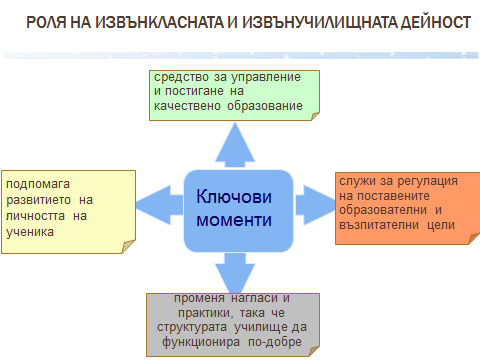 РОЛЯ НА ИЗВЪНКЛАСНАТА И ИЗВЪНУЧИЛИЩНАТА ДЕЙНОСТ
средство за управление
и постигане на
качествено образование
подпомага
развитието на
личността на
ученика
Ключови
моменти
служи за регулация
на поставените
образователни и
възпитателни цели
променя нагласи и
практики, така че
структурата училище да
функционира по-добре